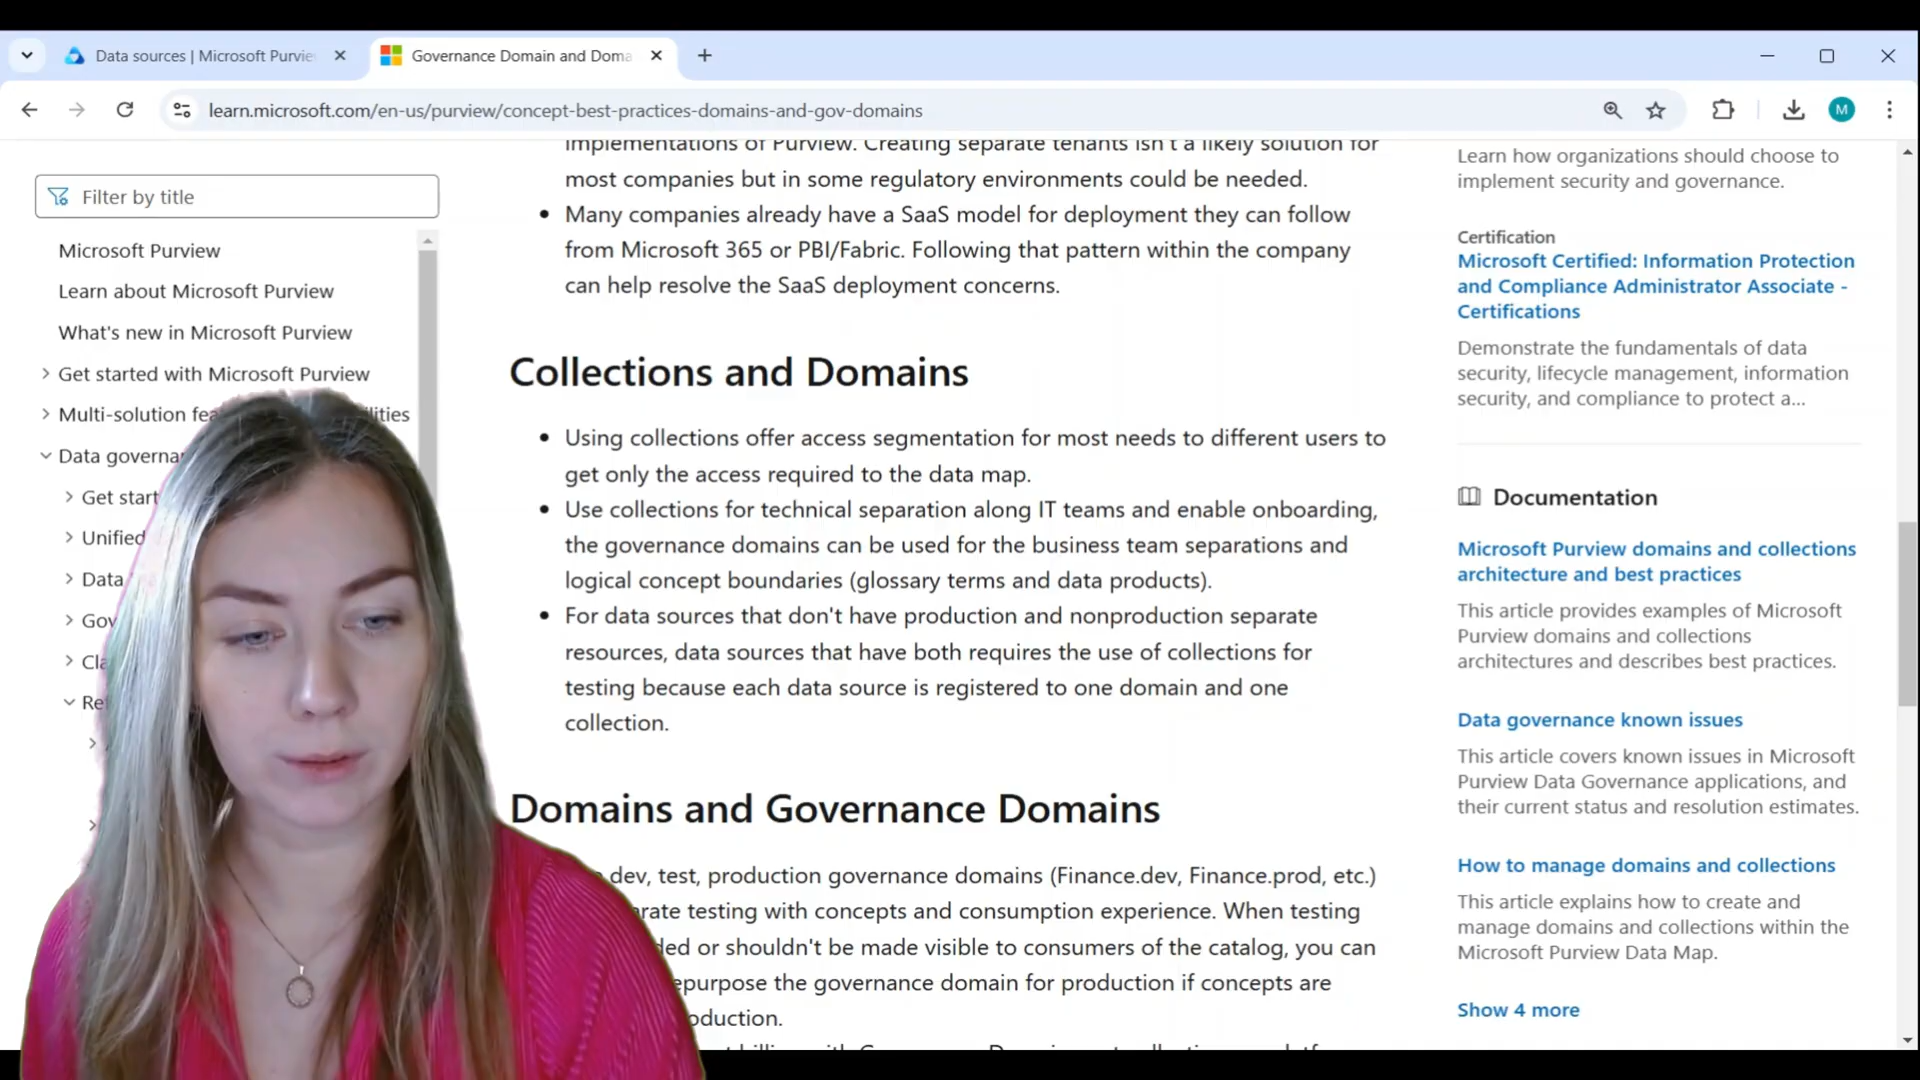 Data sources | Microsoft Purvie
Governance Domain and Doma
learn.microsoft.com/en-us/purview/concept-best-practices-domains-and-gov-domains
M
Filter by title
Microsoft Purview
Learn about Microsoft Purview
What's new in Microsoft Purview
Get started with Microsoft Purview
Multi-solution fea
ilities
Data governa
Get start
Unified
Data
Gov
Cla
Re
implementations of Purview. Creating separate tenants isn't a likely solution for
most companies but in some regulatory environments could be needed.
Many companies already have a SaaS model for deployment they can follow
from Microsoft 365 or PBI/Fabric. Following that pattern within the company
can help resolve the SaaS deployment concerns.
Collections and Domains
Using collections offer access segmentation for most needs to different users to
get only the access required to the data map.
Use collections for technical separation along IT teams and enable onboarding,
the governance domains can be used for the business team separations and
logical concept boundaries (glossary terms and data products).
For data sources that don't have production and nonproduction separate
resources, data sources that have both requires the use of collections for
testing because each data source is registered to one domain and one
collection.
Domains and Governance Domains
dev, test, production governance domains (Finance.dev, Finance.prod, etc.)
arate testing with concepts and consumption experience. When testing
ded or shouldn't be made visible to consumers of the catalog, you can
epurpose the governance domain for production if concepts are
oduction.
Learn how organizations should choose to
implement security and governance.
Certification
Microsoft Certified: Information Protection
and Compliance Administrator Associate -
Certifications
Demonstrate the fundamentals of data
security, lifecycle management, information
security, and compliance to protect a...
Documentation
Microsoft Purview domains and collections
architecture and best practices
This article provides examples of Microsoft
Purview domains and collections
architectures and describes best practices.
Data governance known issues
This article covers known issues in Microsoft
Purview Data Governance applications, and
their current status and resolution estimates.
How to manage domains and collections
This article explains how to create and
manage domains and collections within the
Microsoft Purview Data Map.
Show 4 more